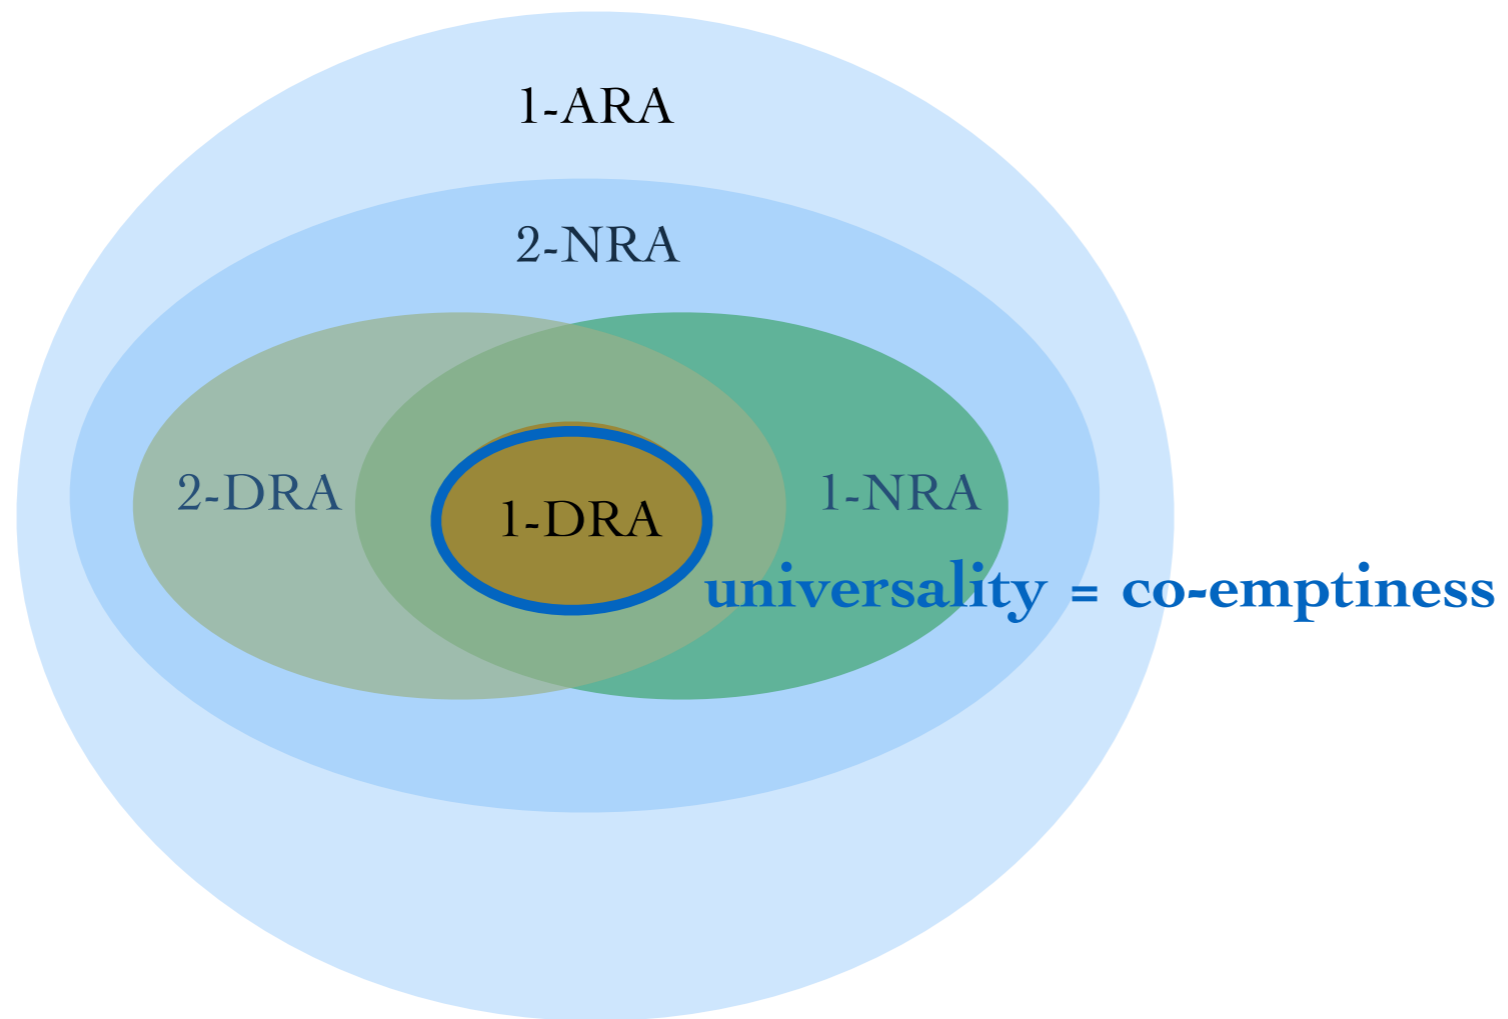 1-ARA
2-NRA
2-DRA
1-DRA
1-NRA
universality = co-emptiness